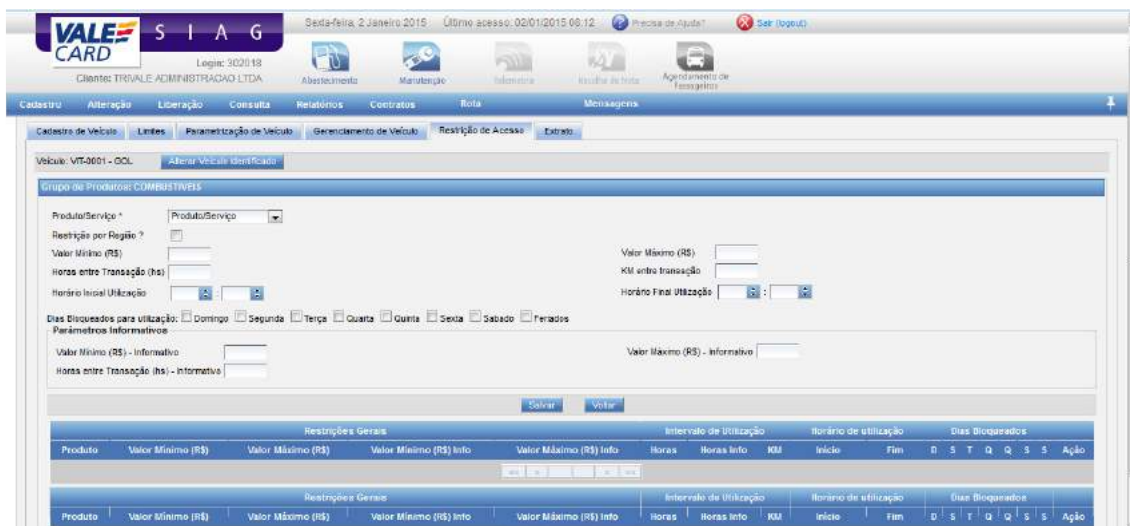 Sexta-feira, 2 Janeiro 2015 Último acesso: 02/01/2015 08:12 Precisa de Ajuda? Sair (logout)
VALE CARD S I A G
Login: 302018
Cliente: TRIVALE ADMINISTRACAO LTDA
Abastecimento Manutenção Telemetria Escolha de frota Agendamento de Passageiros
Cadastro Alteração Liberação Consulta Relatórios Contratos Rota Mensagens
Cadastro de Veículo Limites Parametrização de Veículo Gerenciamento de Veículo Restrição de Acesso Extrato
Veículo: VIT-0001 - GOL Alterar Veículo Identificado
Grupo de Produtos: COMBUSTIVEIS
Produto/Serviço * Produto/Serviço
Restrição por Região ?
Valor Mínimo (R$) Valor Máximo (R$)
Horas entre Transação (hs) KM entre transação
Horário Inicial Utilização : Horário Final Utilização :
Dias Bloqueados para utilização: Domingo Segunda Terça Quarta Quinta Sexta Sabado Feriados
Parâmetros Informativos
Valor Mínimo (R$) - Informativo Valor Máximo (R$) - Informativo
Horas entre Transação (hs) - Informativo
Salvar Voltar
Restrições Gerais Intervalo de Utilização Horário de utilização Dias Bloqueados
Produto Valor Mínimo (R$) Valor Máximo (R$) Valor Mínimo (R$) Info Valor Máximo (R$) Info Horas Horas Info KM Início Fim D S T Q Q S S Ação
Restrições Gerais Intervalo de Utilização Horário de utilização Dias Bloqueados
Produto Valor Mínimo (R$) Valor Máximo (R$) Valor Mínimo (R$) Info Valor Máximo (R$) Info Horas Horas Info KM Início Fim D S T Q Q S S Ação